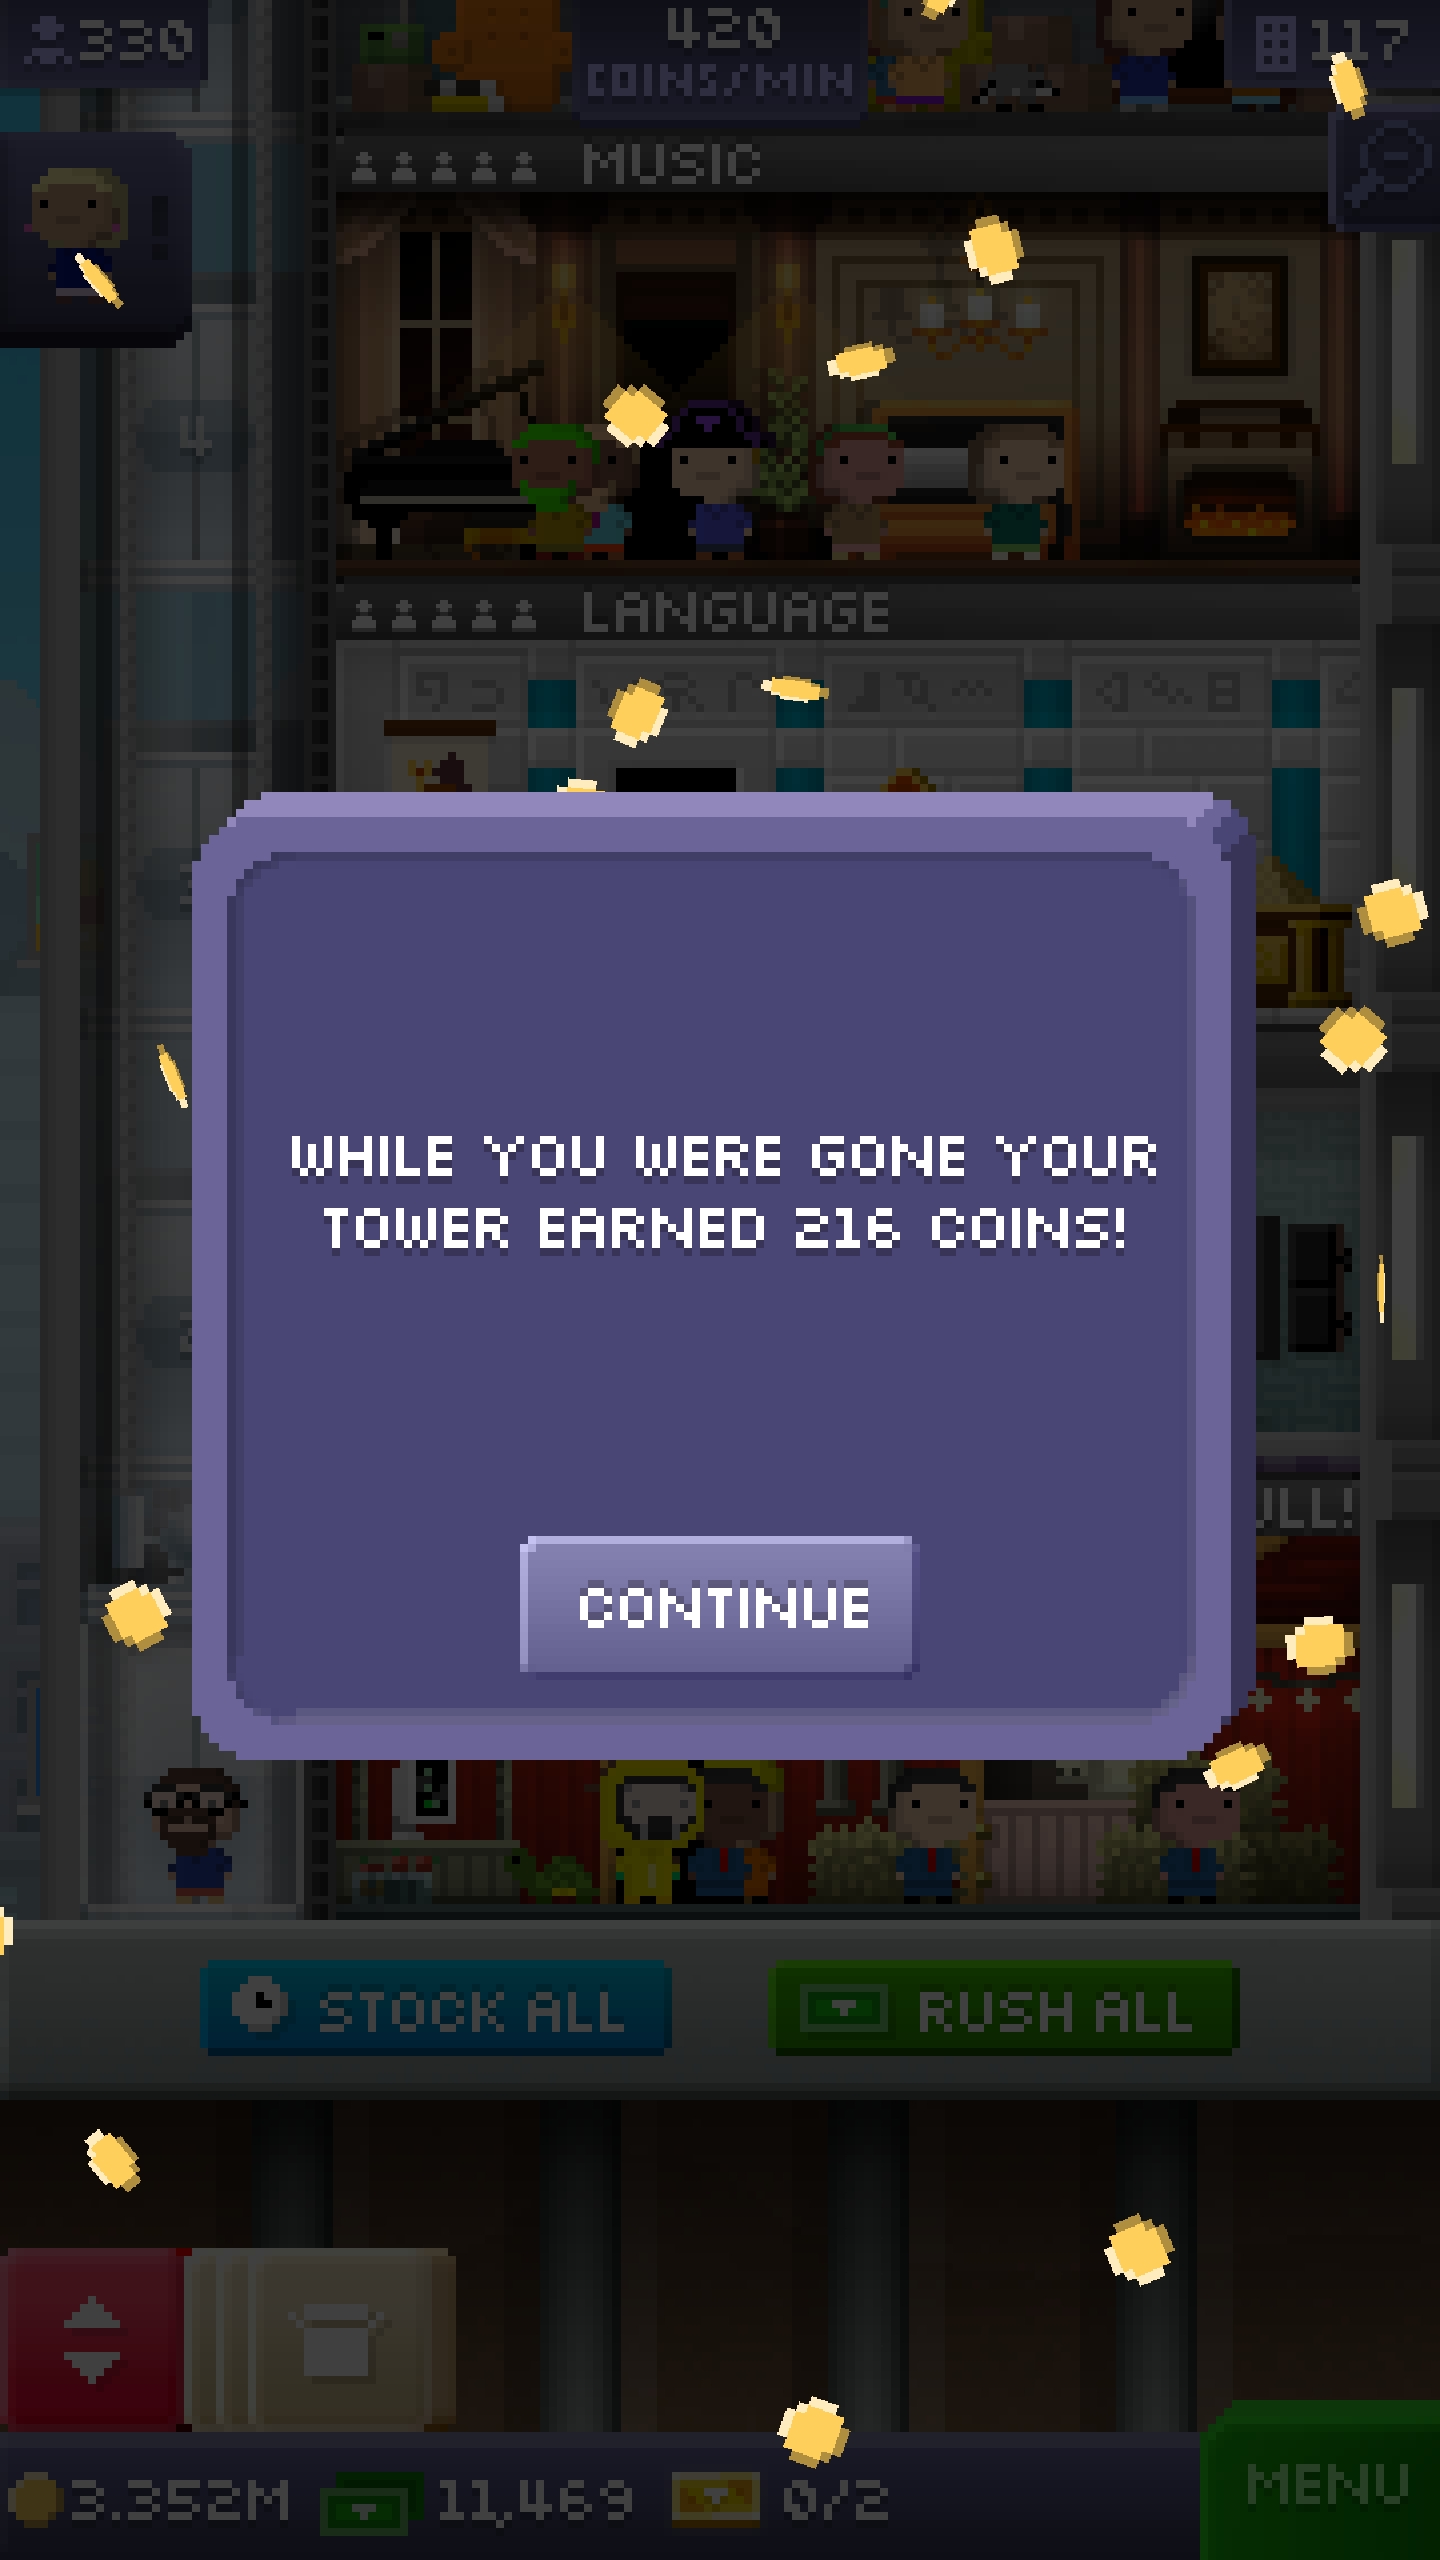 330
420
COINS/MIN
117
MUSIC
4
LANGUAGE
WHILE YOU WERE GONE YOUR
TOWER EARNED 216 COINS!
CONTINUE
STOCK ALL
RUSH ALL
3.352M
11,469
0/2
MENU